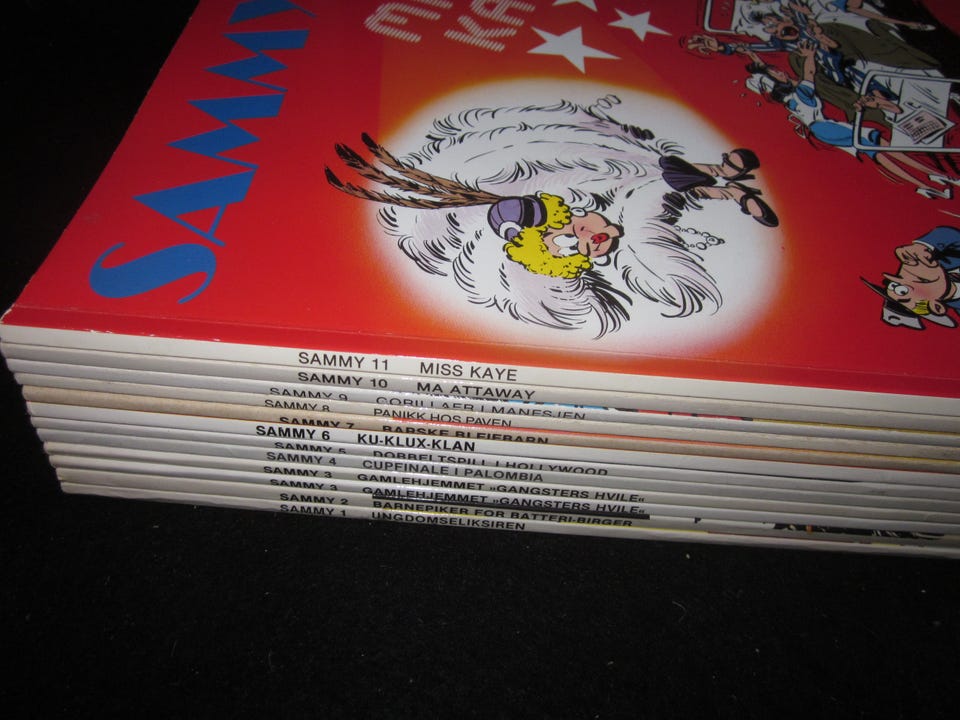 SAMMY
SAMMY 11 MISS KAYE
SAMMY 10 MA ATTAWAY
SAMMY 9 GORILLAER I MANESJEN
SAMMY 8 PANIKK HOS PAVEN
SAMMY 7 BARSKE BLEIEBARN
SAMMY 6 KU-KLUX-KLAN
SAMMY 5 DOBBELTSPILL I HOLLYWOOD
SAMMY 4 CUPFINALE I PALOMBIA
SAMMY 3 GAMLEHJEMMET „GANGSTERS HVILE“
SAMMY 3 GAMLEHJEMMET „GANGSTERS HVILE“
SAMMY 2 BARNEPIKER FOR BATTERI-BIRGER
SAMMY 1 UNGDOMSELIKSIREN